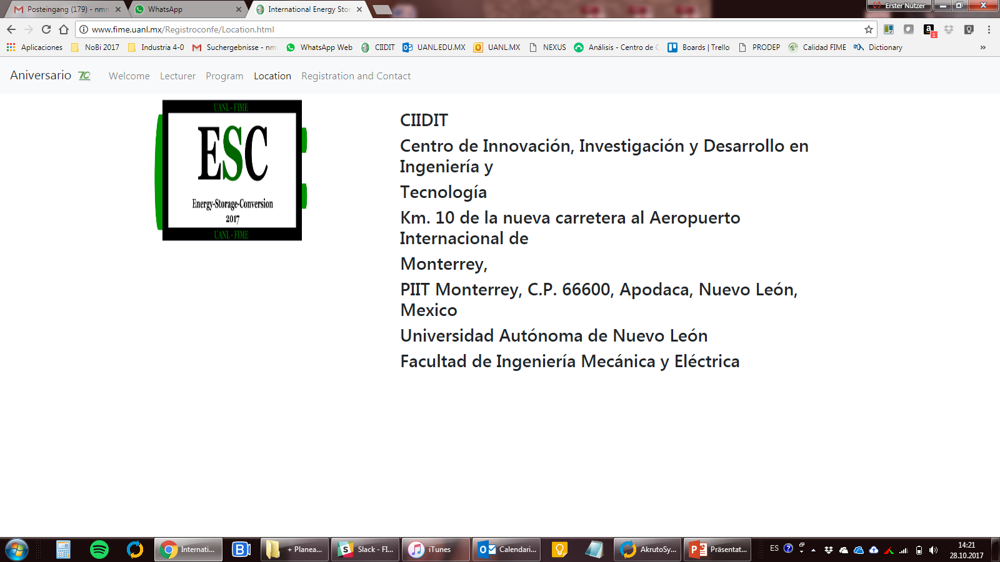 Posteingang (179) - nmn
WhatsApp
International Energy Stor
Erster Nutzer
www.fime.uanl.mx/Registroconfe/Location.html
1
Aplicaciones
NoBi 2017
Industria 4-0
Suchergebnisse - nmn
WhatsApp Web
CIIDIT
UANL.EDU.MX
UANL.MX
NEXUS
Análisis - Centro de C
Boards | Trello
PRODEP
Calidad FIME
Dictionary
»
Aniversario
Welcome
Lecturer
Program
Location
Registration and Contact
UANL - FIME
ESC
Energy-Storage-Conversion
2017
UANL - FIME
CIIDIT
Centro de Innovación, Investigación y Desarrollo en
Ingeniería y
Tecnología
Km. 10 de la nueva carretera al Aeropuerto
Internacional de
Monterrey,
PIIT Monterrey, C.P. 66600, Apodaca, Nuevo León,
Mexico
Universidad Autónoma de Nuevo León
Facultad de Ingeniería Mecánica y Eléctrica
Internati...
+ Planea...
Slack - FI...
iTunes
Calendari...
AkrutoSy...
Präsentat...
ES
14:21
28.10.2017